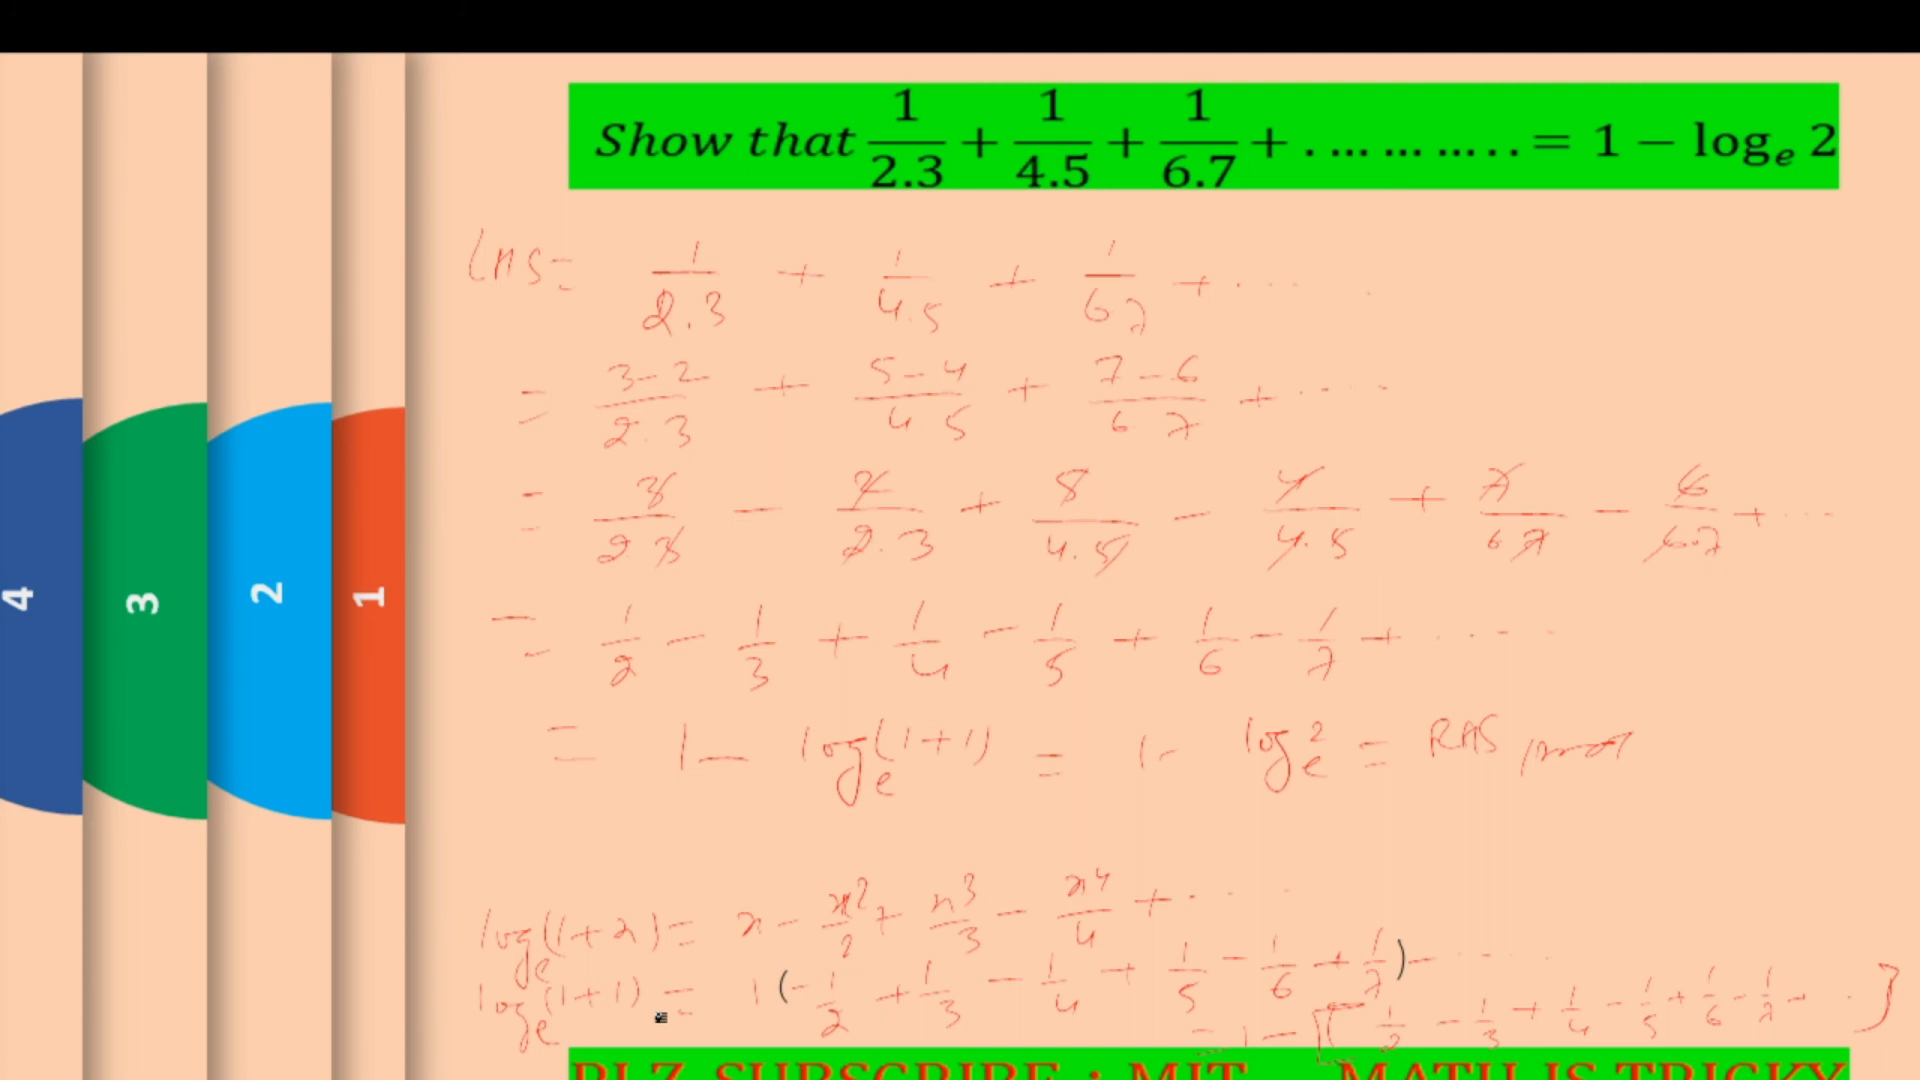 Show that 1/2.3 + 1/4.5 + 1/6.7 + . … … … . . = 1 − logₑ 2
LHS = 1/2.3 + 1/4.5 + 1/6 7 + ....
= 3-2/2.3 + 5-4/4 5 + 7-6/6 7 + ....
= 3/2 3 - 2/2.3 + 5/4.5 - 4/4.5 + 7/6 7 - 6/6.7 + ...
= 1/2 - 1/3 + 1/4 - 1/5 + 1/6 - 1/7 + ....
= 1 - logₑ(1+1) = 1 - logₑ2 = RHS
logₑ(1+x) = x - x²/2 + x³/3 - x⁴/4 + ...
logₑ(1+1) = 1 (- 1/2 + 1/3 - 1/4 + 1/5 - 1/6 + 1/7) - ....
= 1 - [ 1/2 - 1/3 + 1/4 - 1/5 + 1/6 - 1/7 - .. ]
PLZ SUBSCRIBE : MIT MATH IS TRICKY
4
3
2
1